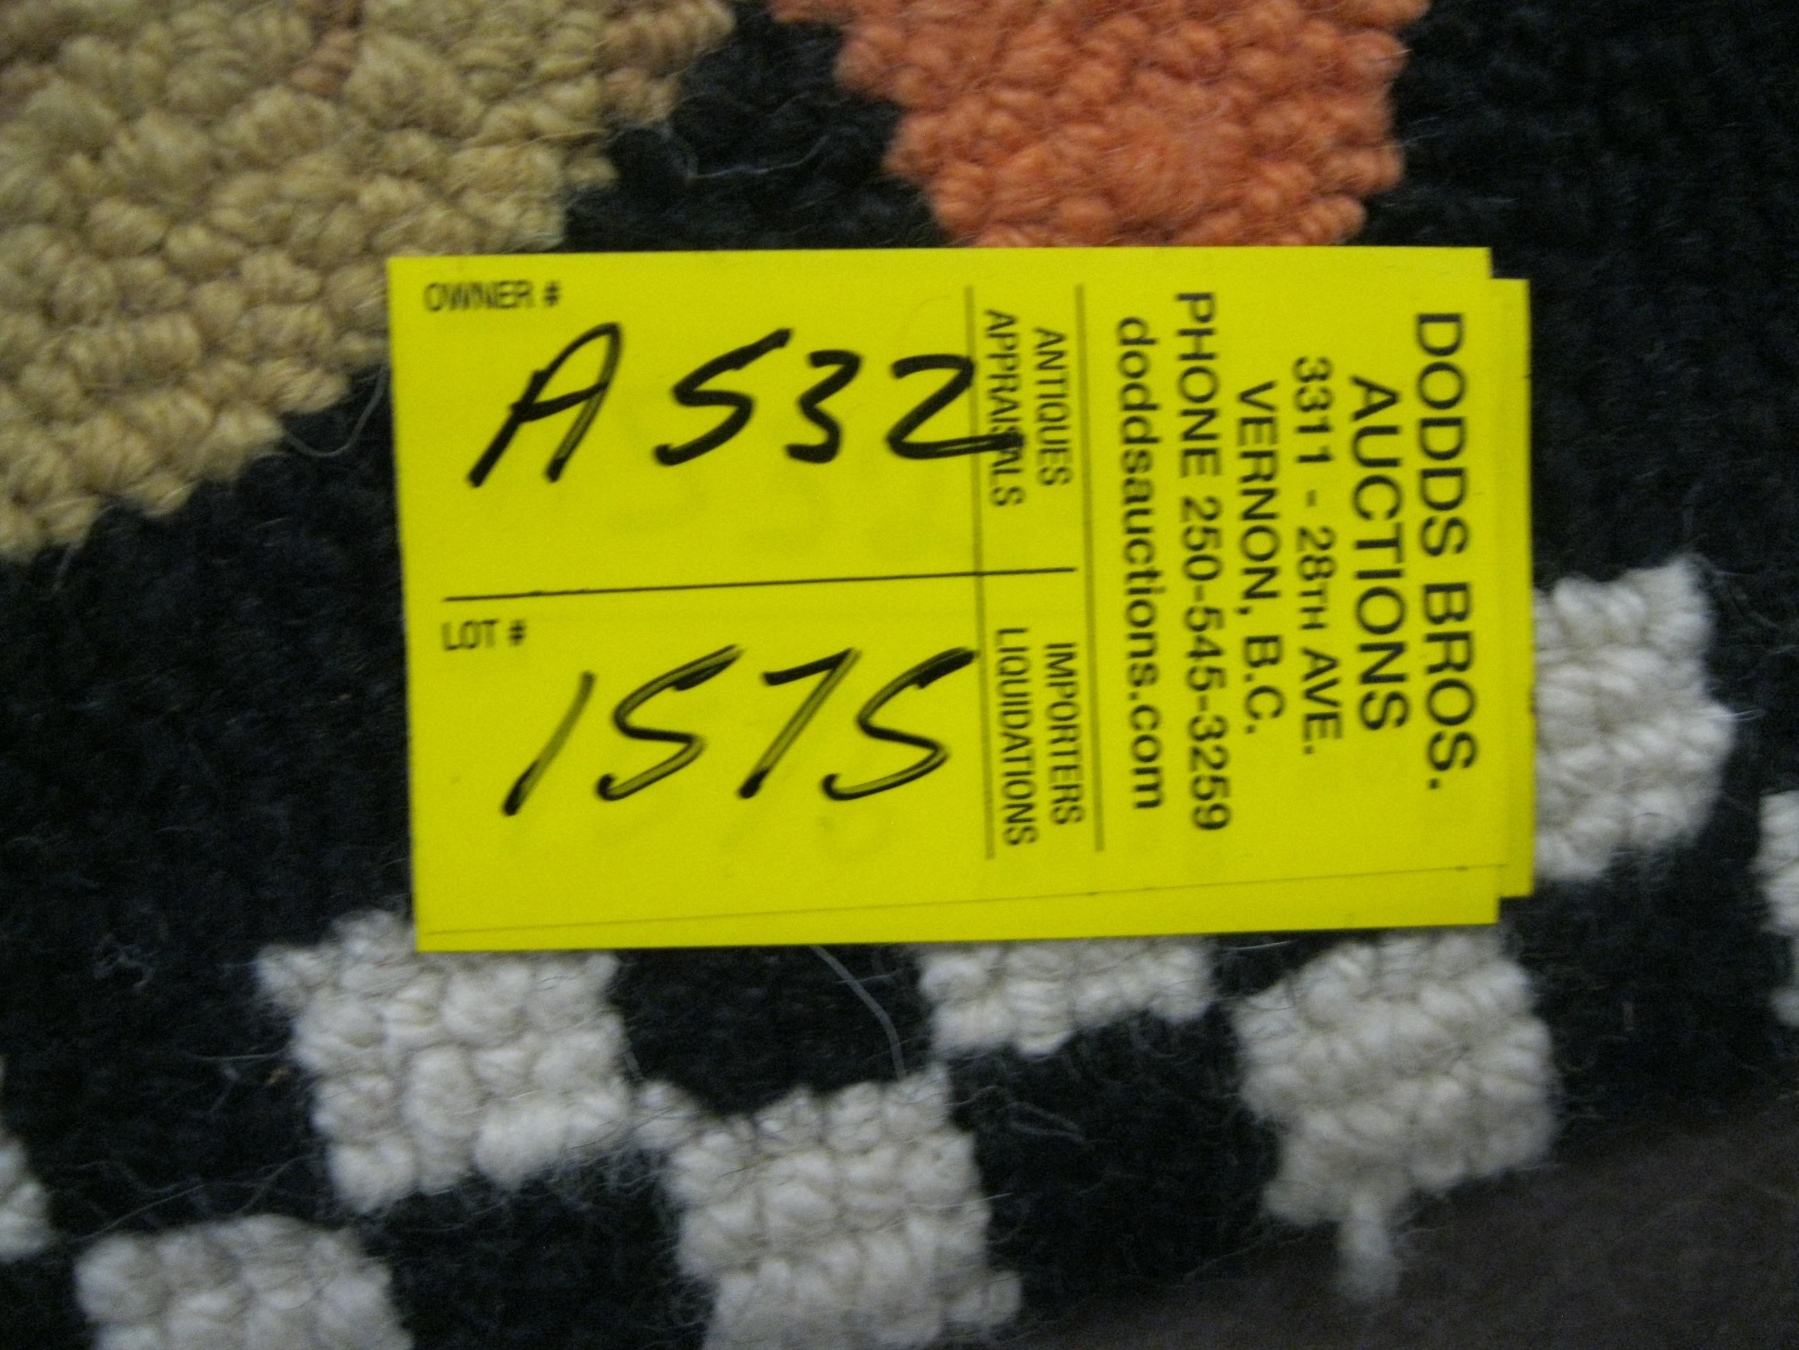 OWNER #
A532
LOT #
1575
DODDS BROS.
AUCTIONS
3311 - 28TH AVE.
VERNON, B.C.
PHONE 250-545-3259
doddsauctions.com
ANTIQUES IMPORTERS
APPRAISALS LIQUIDATIONS